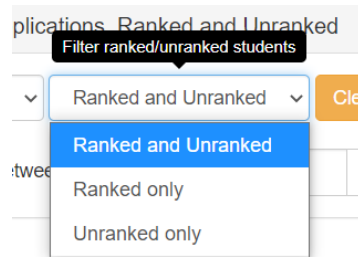 plications, Ranked and Unranked
Filter ranked/unranked students
Ranked and Unranked
Cle
Ranked and Unranked
twee
Ranked only
Unranked only